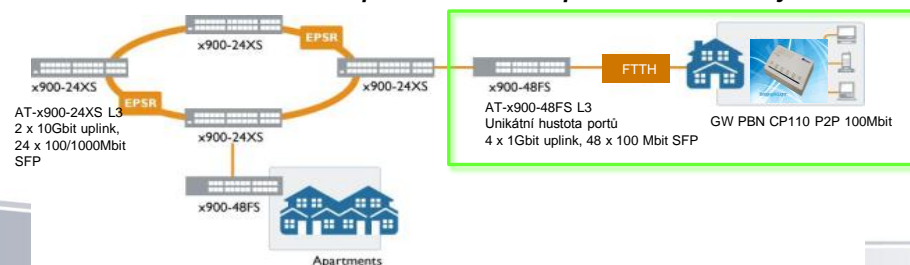 x900-24XS
EPSR
x900-24XS
x900-24XS
x900-48FS
FTTH
EPSR
AT-x900-24XS L3
2 x 10Gbit uplink,
24 x 100/1000Mbit
SFP
x900-24XS
AT-x900-48FS L3
Unikátní hustota portů
4 x 1Gbit uplink, 48 x 100 Mbit SFP
GW PBN CP110 P2P 100Mbit
x900-48FS
Apartments